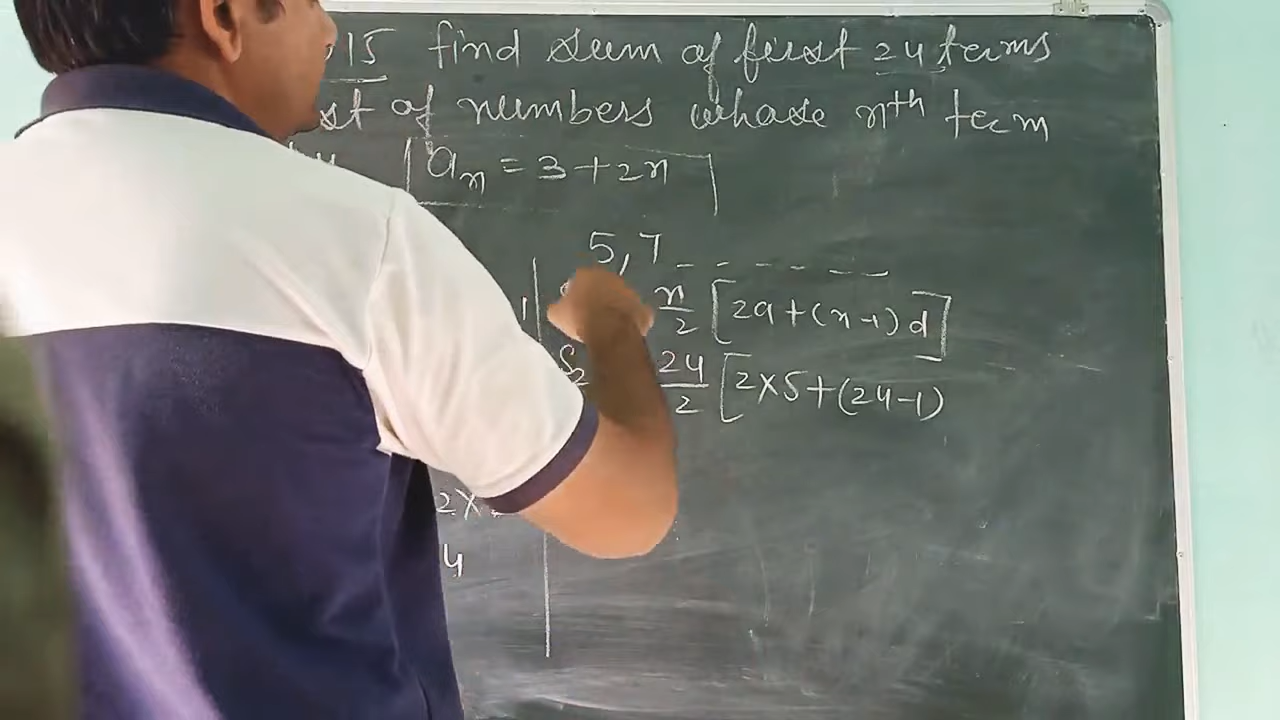 15 find sum of first 24 terms
of numbers whose nth term
aₙ = 3 + 2n
5, 7 - - - - - -
n/2 [2a + (n-1) d]
24/2 [2×5 + (24-1)
2×
4